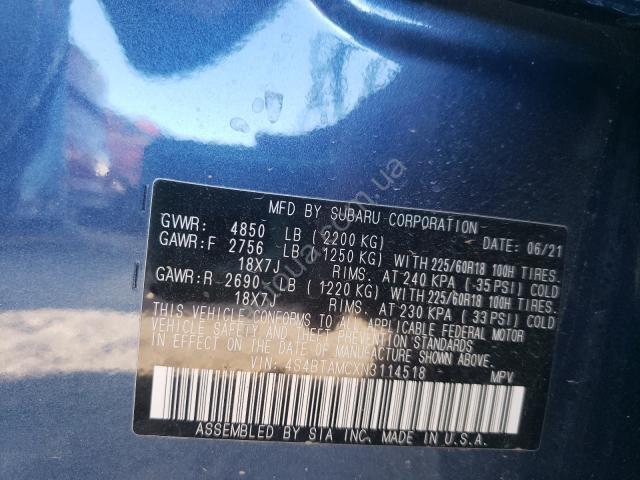 MFD BY SUBARU CORPORATION
GVWR: 4850 LB (2200 KG) DATE: 06/21
GAWR:F 2756 LB (1250 KG) WITH 225/60R18 100H TIRES.
18X7J RIMS. AT 240 KPA (-35 PSI) COLD
GAWR:R 2690 LB (1220 KG) WITH 225/60R18 100H TIRES.
18X7J RIMS. AT 230 KPA ( 33 PSI) COLD
THIS VEHICLE CONFORMS TO ALL APPLICABLE FEDERAL MOTOR
VEHICLE SAFETY AND THEFT PREVENTION STANDARDS
IN EFFECT ON THE DATE OF MANUFACTURE SHOWN ABOVE.
VIN: 4S4BTAMCXN3114518 MPV
ASSEMBLED BY SIA INC. MADE IN U.S.A.